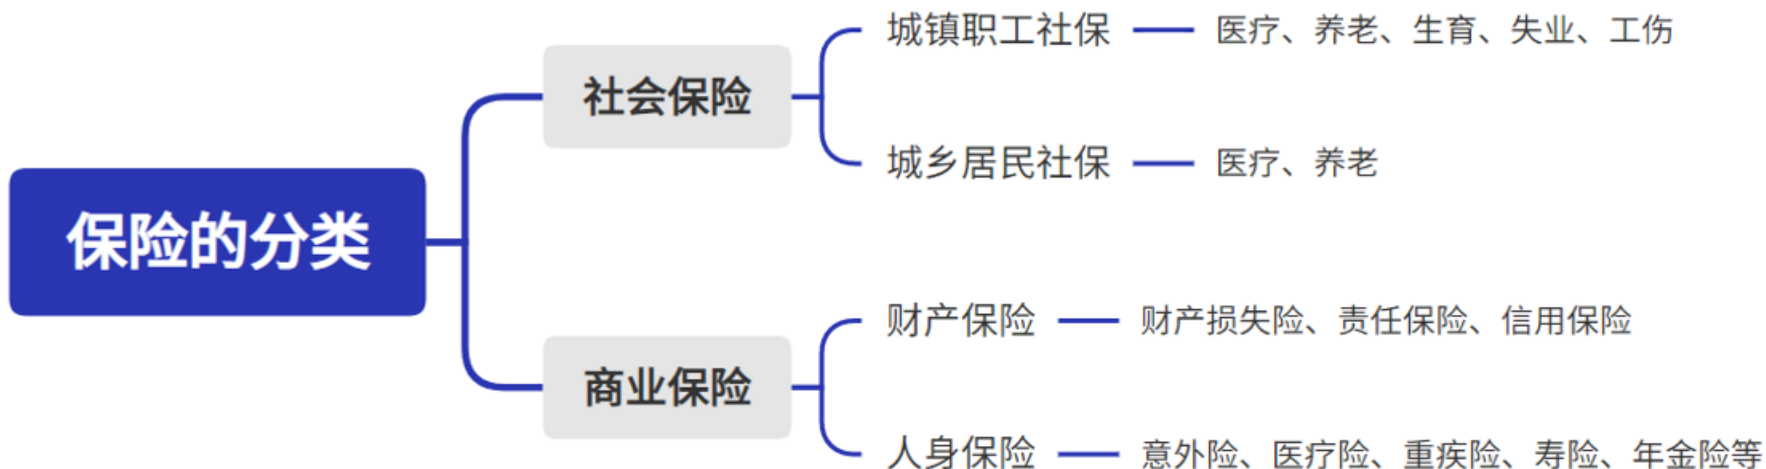 保险的分类
社会保险
城镇职工社保
医疗、养老、生育、失业、工伤
城乡居民社保
医疗、养老
商业保险
财产保险
财产损失险、责任保险、信用保险
人身保险
意外险、医疗险、重疾险、寿险、年金险等